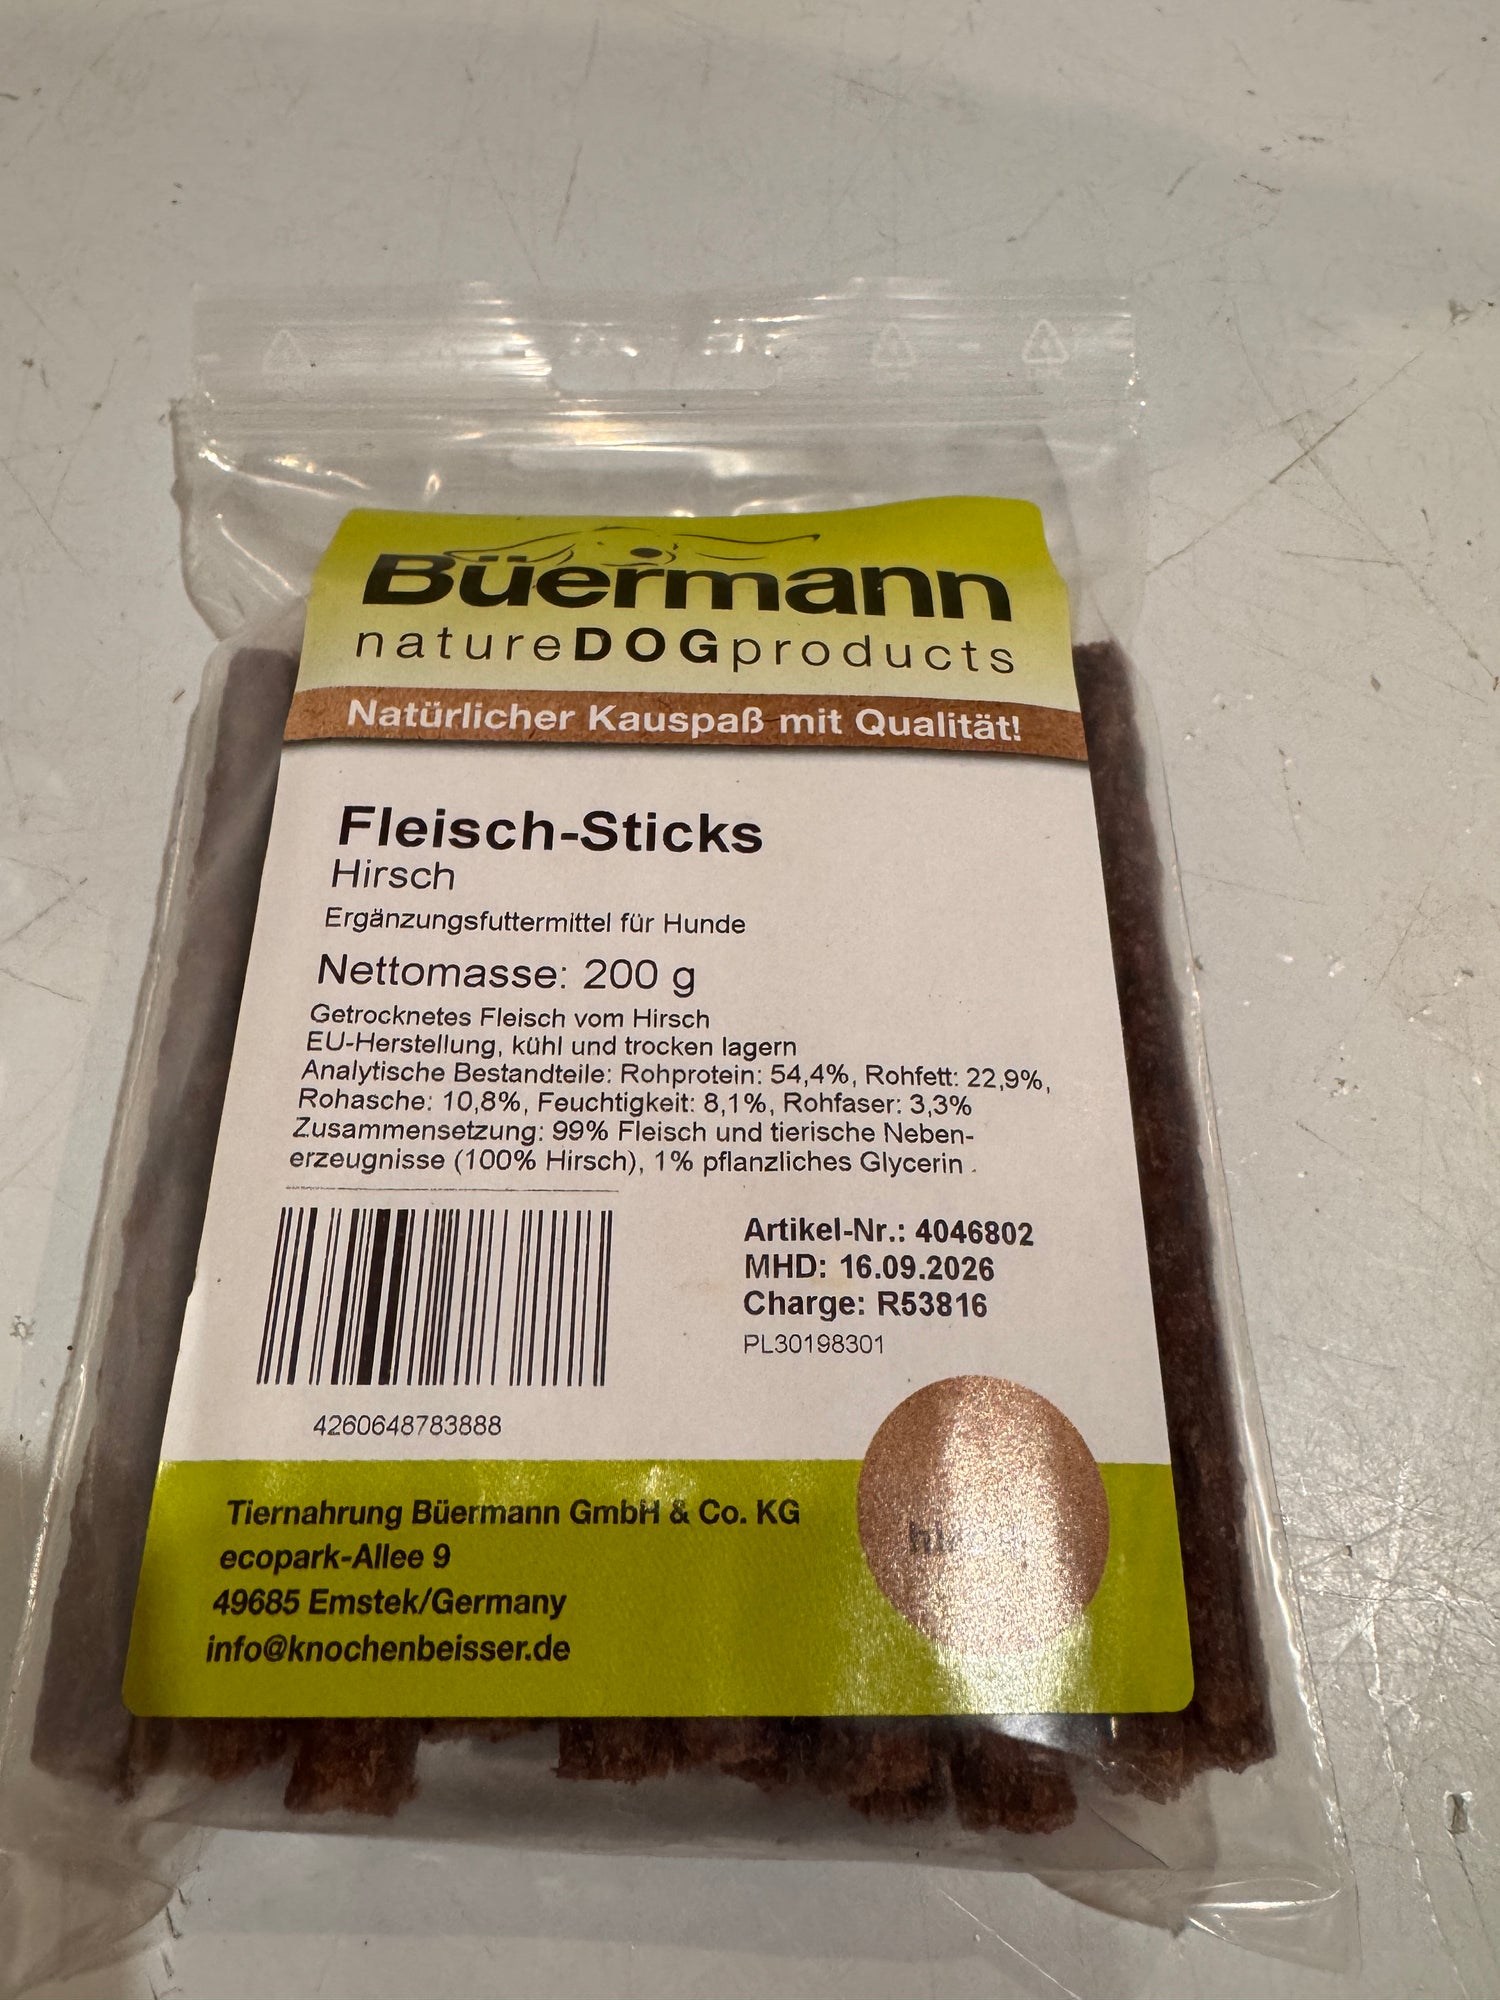 Büermann
natureDOGproducts
Natürlicher Kauspaß mit Qualität!
Fleisch-Sticks
Hirsch
Ergänzungsfuttermittel für Hunde
Nettomasse: 200 g
Getrocknetes Fleisch vom Hirsch
EU-Herstellung, kühl und trocken lagern
Analytische Bestandteile: Rohprotein: 54,4%, Rohfett: 22,9%,
Rohasche: 10,8%, Feuchtigkeit: 8,1%, Rohfaser: 3,3%
Zusammensetzung: 99% Fleisch und tierische Neben-
erzeugnisse (100% Hirsch), 1% pflanzliches Glycerin .
Artikel-Nr.: 4046802
MHD: 16.09.2026
Charge: R53816
PL30198301
4260648783888
Tiernahrung Büermann GmbH & Co. KG
ecopark-Allee 9
49685 Emstek/Germany
info@knochenbeisser.de